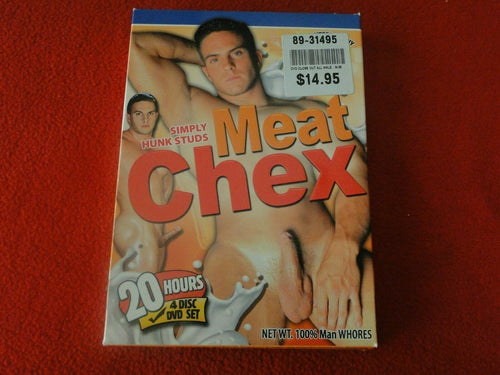 89-31495
$14.95
SIMPLY
HUNK STUDS
Meat
Chex
20 HOURS
4 DISC
DVD SET
NET WT. 100% Man WHORES